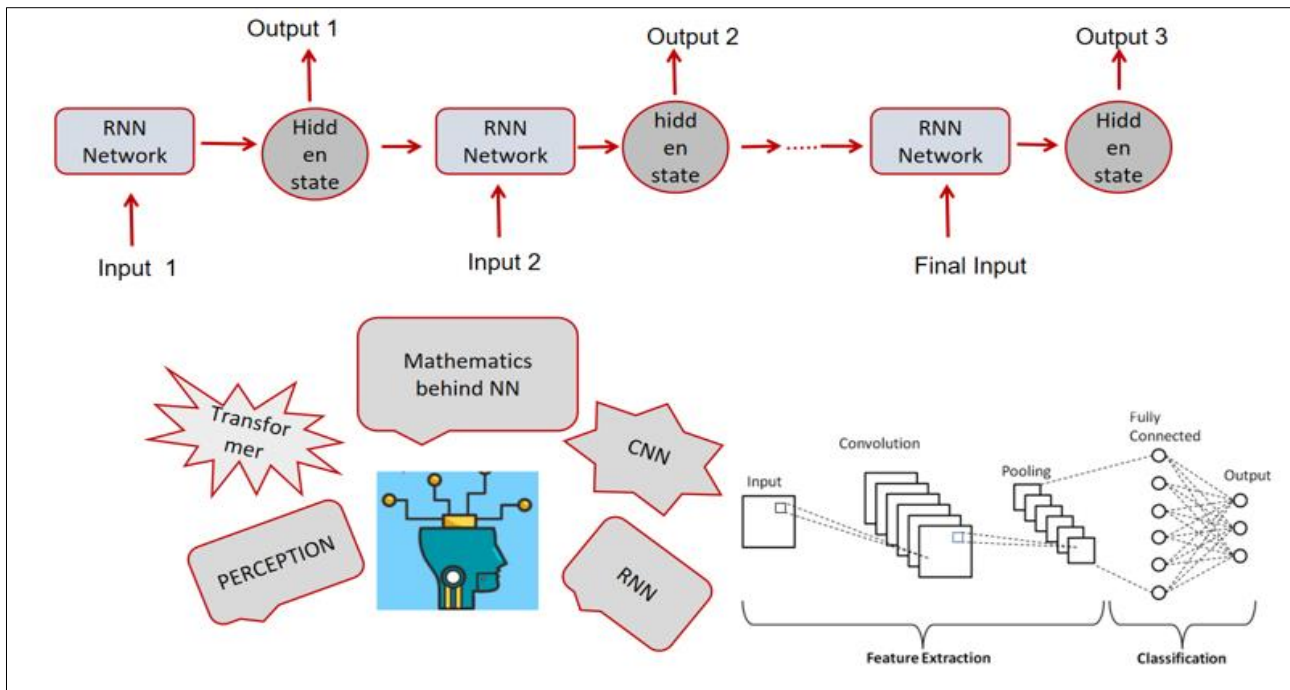 Output 1
Output 2
Output 3
RNN
Network
Hidd
en
state
RNN
Network
hidd
en
state
......
RNN
Network
Hidd
en
state
Input 1
Input 2
Final Input
Mathematics
behind NN
Transfor
mer
CNN
PERCEPTION
RNN
Input
Convolution
Pooling
Fully
Connected
Output
Feature Extraction
Classification